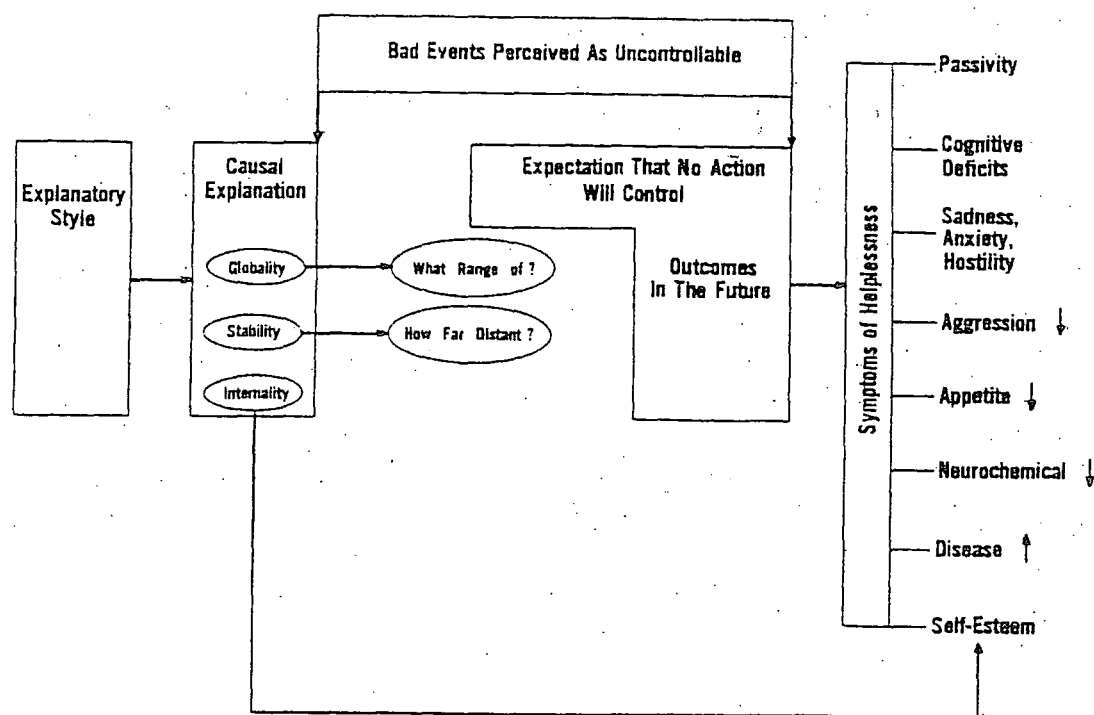 Bad Events Perceived As Uncontrollable
Explanatory
Style
Causal
Explanation
Globality
Stability
Internality
What Range of ?
How Far Distant ?
Expectation That No Action
Will Control
Outcomes
In The Future
Symptoms of Helplessness
Passivity
Cognitive
Deficits
Sadness,
Anxiety,
Hostility
Aggression ↓
Appetite ↓
Neurochemical ↓
Disease ↑
Self-Esteem